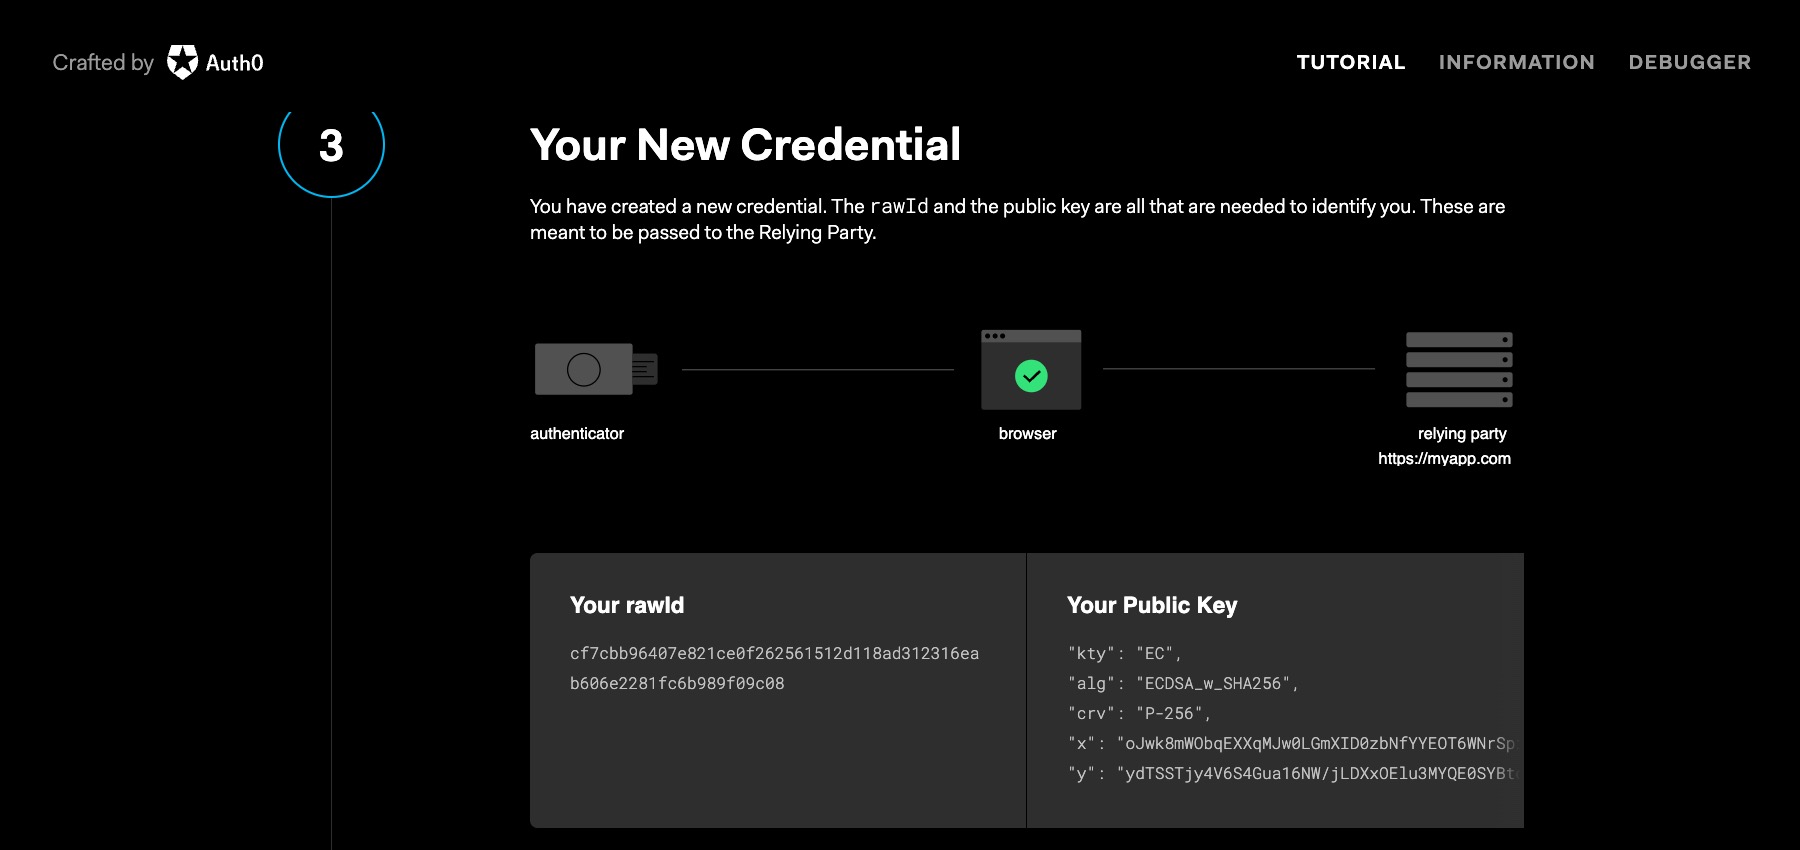 Crafted by Auth0
TUTORIAL INFORMATION DEBUGGER
3
Your New Credential
You have created a new credential. The rawId and the public key are all that are needed to identify you. These are
meant to be passed to the Relying Party.
authenticator
browser
relying party
https://myapp.com
Your rawId
cf7cbb96407e821ce0f262561512d118ad312316ea
b606e2281fc6b989f09c08
Your Public Key
"kty": "EC",
"alg": "ECDSA_w_SHA256",
"crv": "P-256",
"x": "oJwk8mWObqEXXqMJw0LGmXID0zbNfYYEOT6WNrSp
"y": "ydTSSTjy4V6S4Gua16NW/jLDXxOElu3MYQE0SYBt